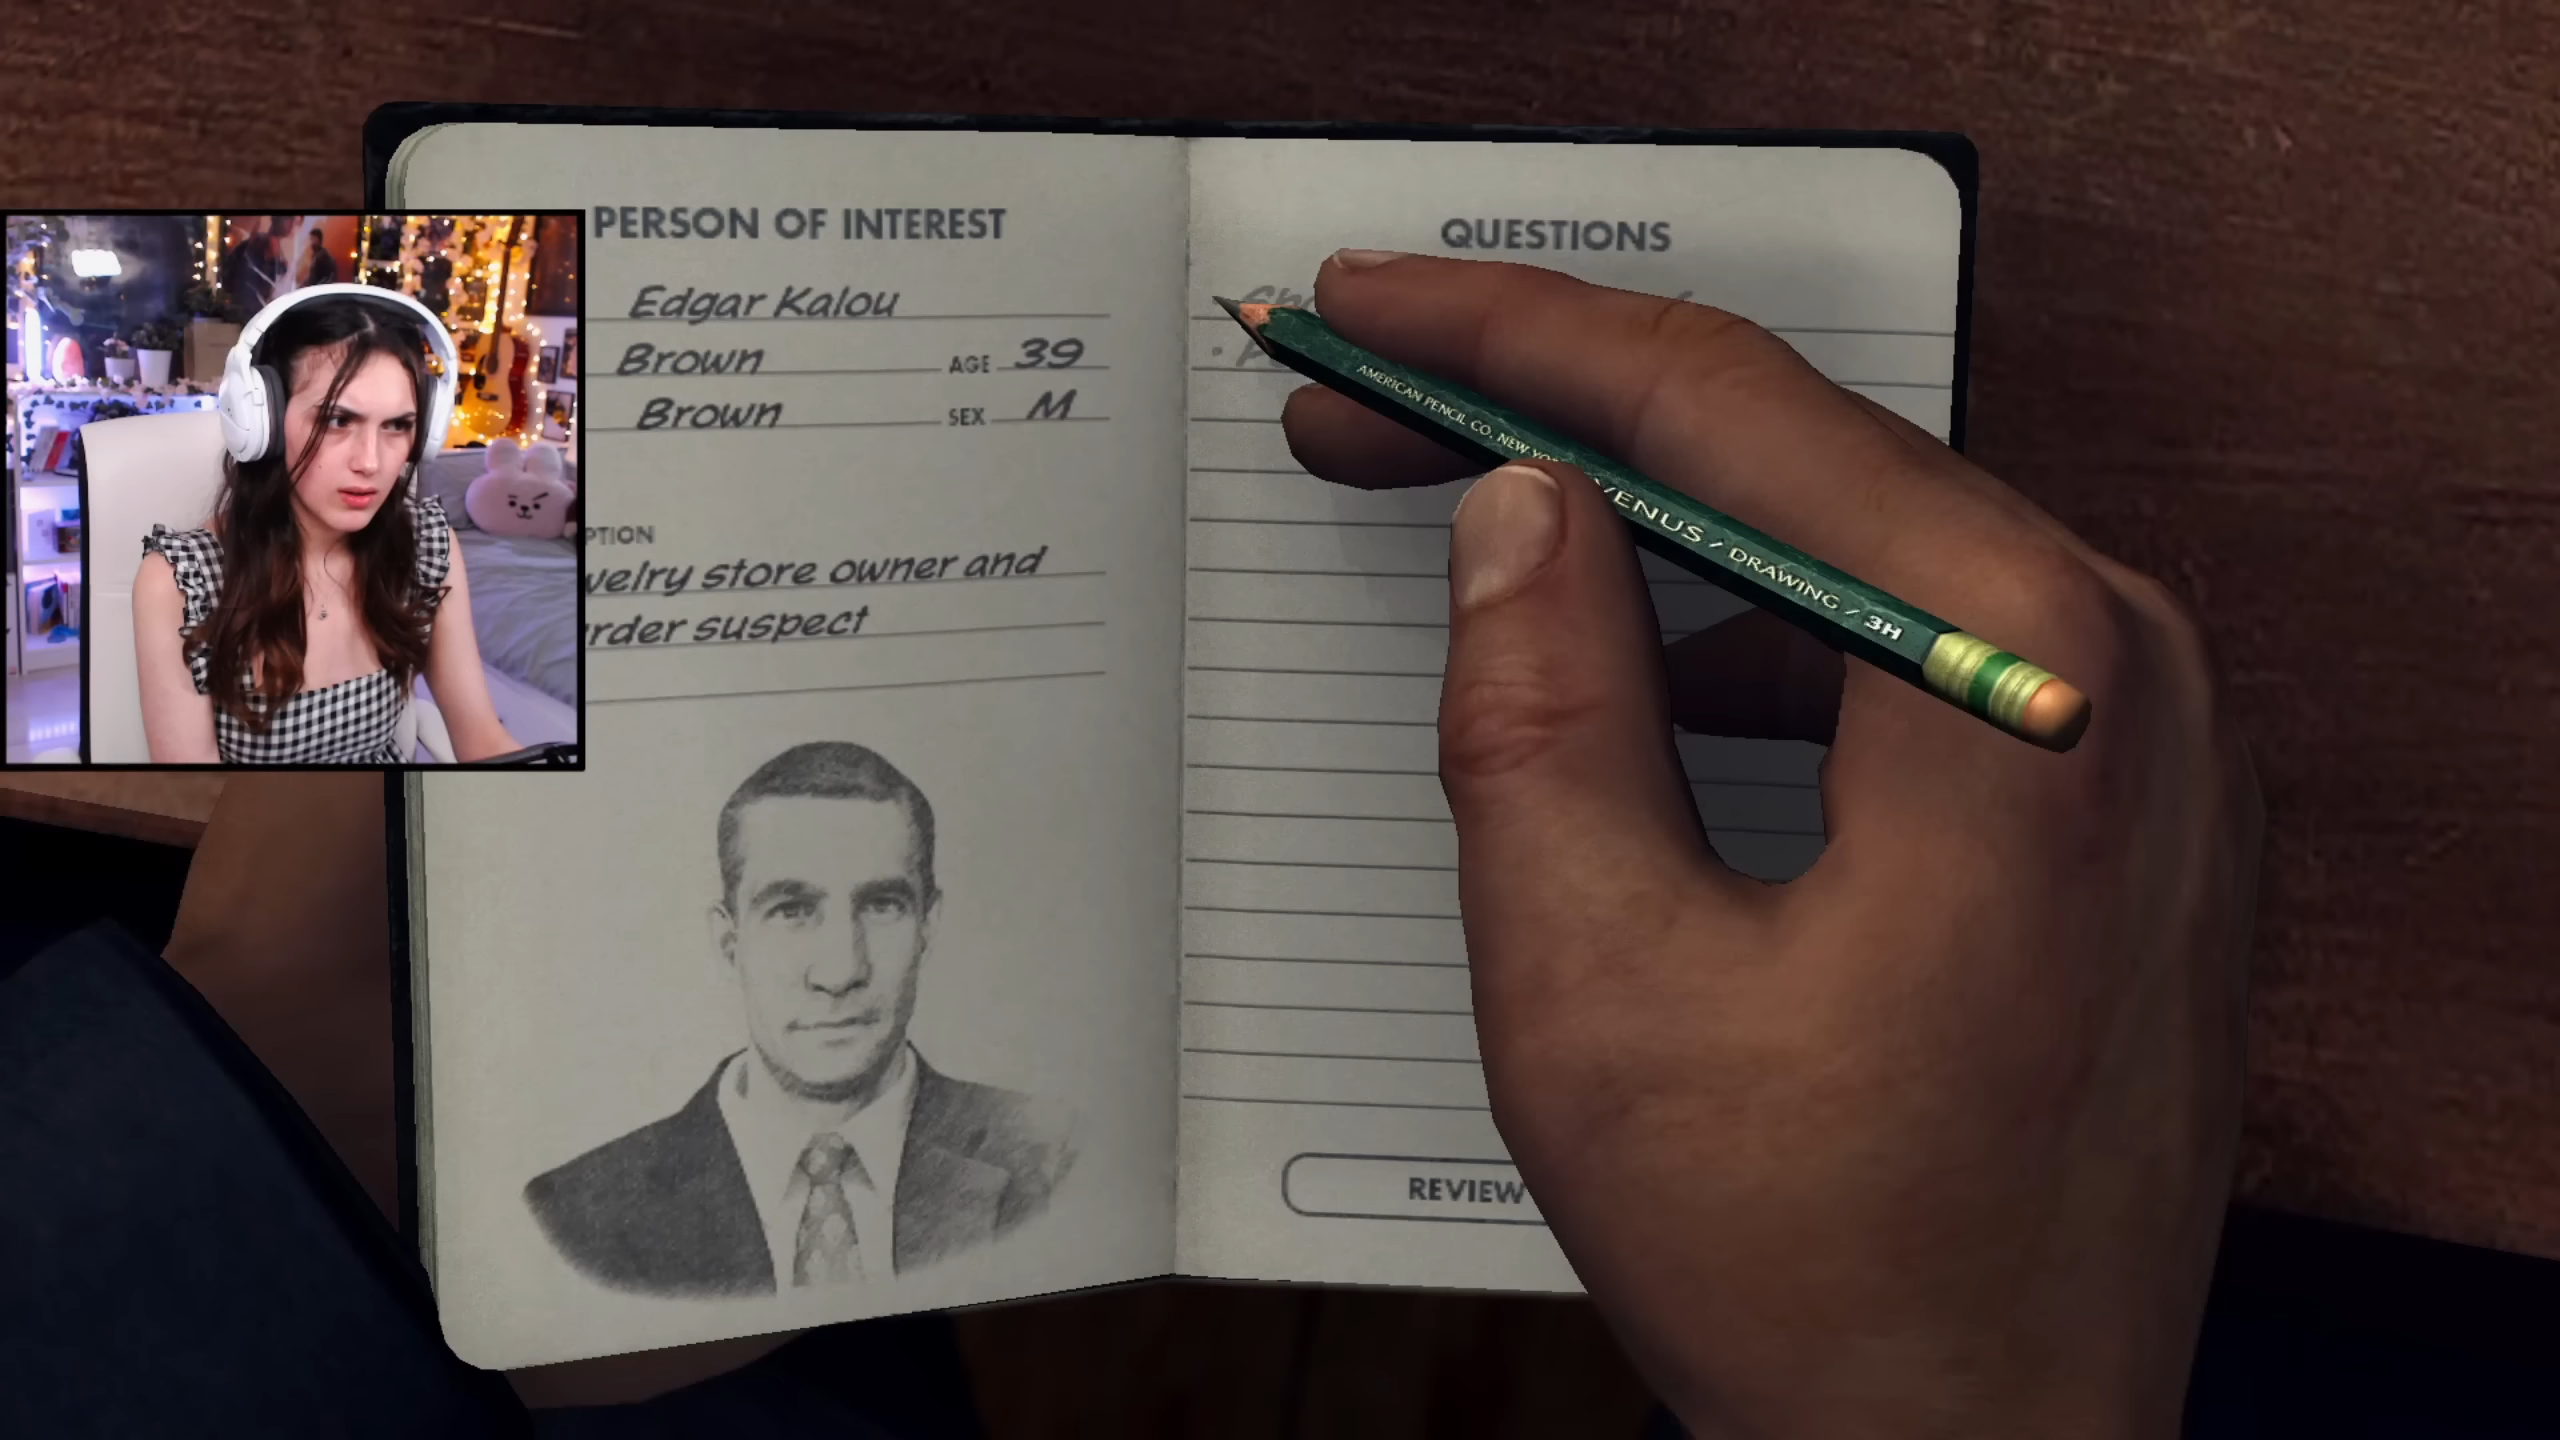 PERSON OF INTEREST
Edgar Kalou
Brown AGE 39
Brown SEX M
PTION
welry store owner and
rder suspect
QUESTIONS
AMERICAN PENCIL CO. NEW YOR
VENUS / DRAWING / 3H
REVIEW